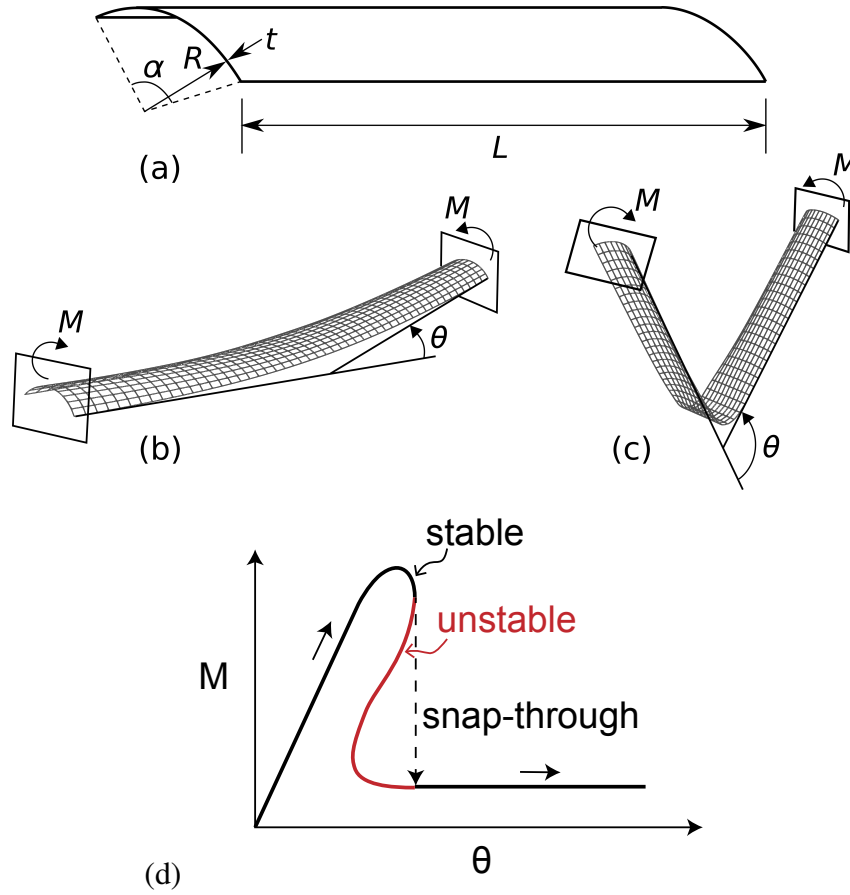 t
R
α
L
(a)
M
M
M
M
θ
(b)
(c)
θ
stable
unstable
M
snap-through
θ
(d)